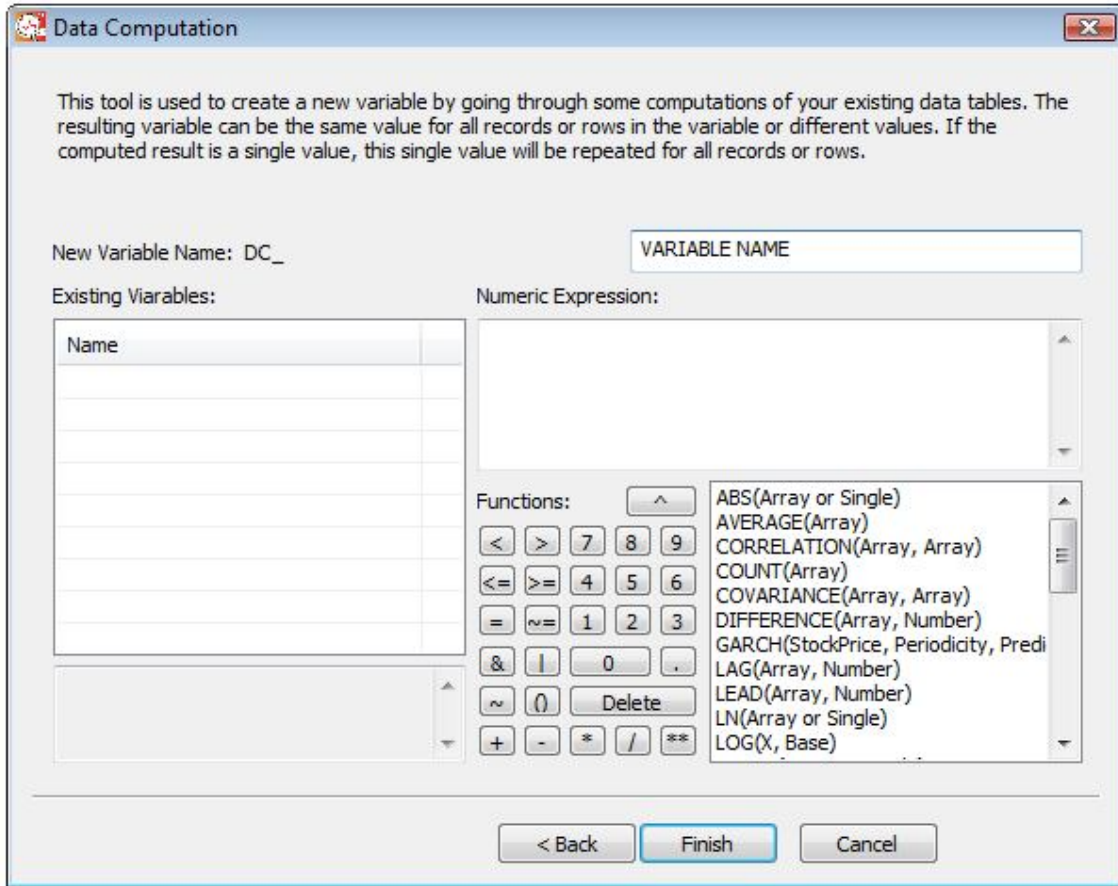 Data Computation
This tool is used to create a new variable by going through some computations of your existing data tables. The
resulting variable can be the same value for all records or rows in the variable or different values. If the
computed result is a single value, this single value will be repeated for all records or rows.
New Variable Name: DC_
VARIABLE NAME
Existing Viarables:
Numeric Expression:
Name
Functions:
^
< > 7 8 9
<= >= 4 5 6
= ~= 1 2 3
& | 0 .
~ () Delete
+ - * / **
ABS(Array or Single)
AVERAGE(Array)
CORRELATION(Array, Array)
COUNT(Array)
COVARIANCE(Array, Array)
DIFFERENCE(Array, Number)
GARCH(StockPrice, Periodicity, Predi
LAG(Array, Number)
LEAD(Array, Number)
LN(Array or Single)
LOG(X, Base)
< Back
Finish
Cancel